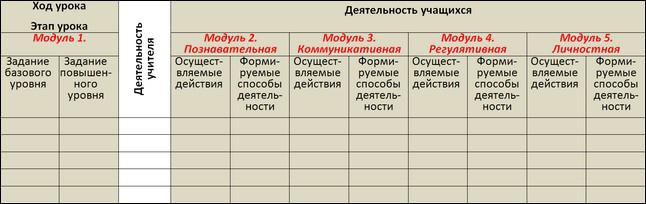 Ход урока
Этап урока
Деятельность учителя
Деятельность учащихся
Модуль 1.
Модуль 2.
Познавательная
Модуль 3.
Коммуникативная
Модуль 4.
Регулятивная
Модуль 5.
Личностная
Задание
базового
уровня
Задание
повышен-
ного
уровня
Осущест-
вляемые
действия
Форми-
руемые
способы
деятель-
ности
Осущест-
вляемые
действия
Форми-
руемые
способы
деятель-
ности
Осущест-
вляемые
действия
Форми-
руемые
способы
деятель-
ности
Осущест-
вляемые
действия
Форми-
руемые
способы
деятель-
ности